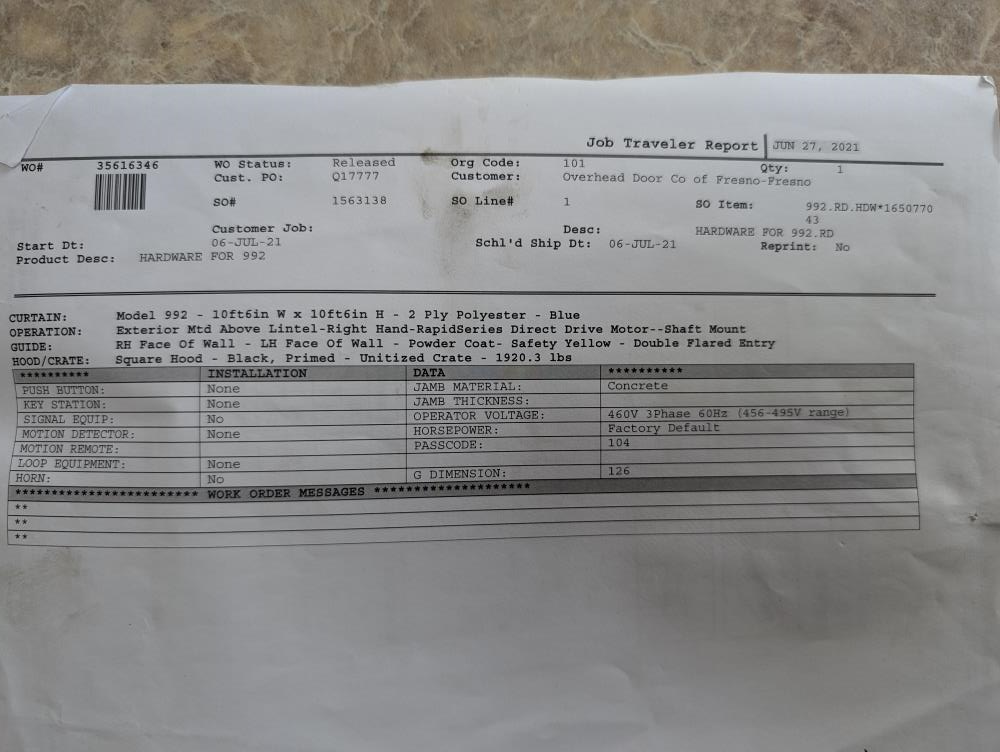 Job Traveler Report JUN 27, 2021
WO# 35616346 WO Status: Released Org Code: 101 Qty: 1
Cust. PO: Q17777 Customer: Overhead Door Co of Fresno-Fresno
SO# 1563138 SO Line# 1 SO Item: 992.RD.HDW*1650770
43
Customer Job: Desc: HARDWARE FOR 992.RD
Start Dt: 06-JUL-21 Schl'd Ship Dt: 06-JUL-21 Reprint: No
Product Desc: HARDWARE FOR 992
CURTAIN: Model 992 - 10ft6in W x 10ft6in H - 2 Ply Polyester - Blue
OPERATION: Exterior Mtd Above Lintel-Right Hand-RapidSeries Direct Drive Motor--Shaft Mount
GUIDE: RH Face Of Wall - LH Face Of Wall - Powder Coat- Safety Yellow - Double Flared Entry
HOOD/CRATE: Square Hood - Black, Primed - Unitized Crate - 1920.3 lbs
********** INSTALLATION DATA **********
PUSH BUTTON: None JAMB MATERIAL: Concrete
KEY STATION: None JAMB THICKNESS:
SIGNAL EQUIP: No OPERATOR VOLTAGE: 460V 3Phase 60Hz (456-495V range)
MOTION DETECTOR: None HORSEPOWER: Factory Default
MOTION REMOTE: PASSCODE: 104
LOOP EQUIPMENT: None
HORN: No G DIMENSION: 126
************************* WORK ORDER MESSAGES *********************
**
**
**